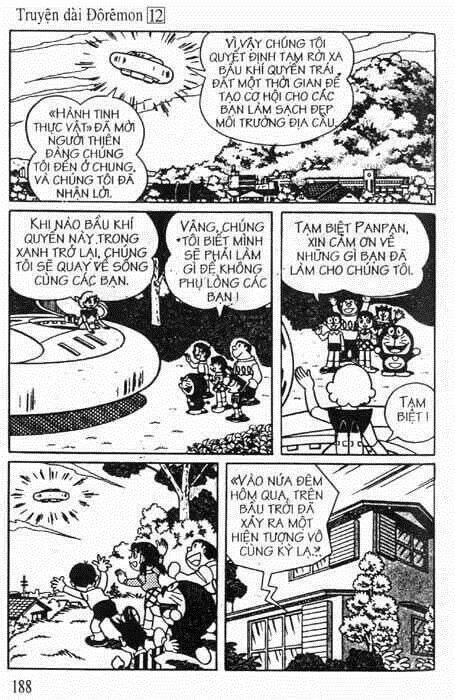 Truyện dài Đôrêmon 12
VÌ VẬY CHÚNG TÔI
QUYẾT ĐỊNH TẠM RỜI XA
BẦU KHÍ QUYỂN TRÁI
ĐẤT MỘT THỜI GIAN ĐỂ
TẠO CƠ HỘI CHO CÁC
BẠN LÀM SẠCH ĐẸP
MÔI TRƯỜNG ĐỊA CẦU.
«HÀNH TINH
THỰC VẬT» ĐÃ MỜI
NGƯỜI THIÊN
ĐÀNG CHÚNG
TÔI ĐẾN Ở CHUNG.
VÀ CHÚNG TÔI ĐÃ
NHẬN LỜI.
KHI NÀO BẦU KHÍ
QUYỂN NÀY TRONG
XANH TRỞ LẠI, CHÚNG
TÔI SẼ QUAY VỀ SỐNG
CÙNG CÁC BẠN.
VÂNG, CHÚNG
TÔI BIẾT MÌNH
SẼ PHẢI LÀM
GÌ ĐỂ KHÔNG
PHỤ LÒNG CÁC
BẠN !
TẠM BIỆT PANPAN,
XIN CẢM ƠN VỀ
NHỮNG GÌ BẠN ĐÃ
LÀM CHO CHÚNG TÔI.
TẠM
BIỆT !
«VÀO NỬA ĐÊM
HÔM QUA, TRÊN
BẦU TRỜI ĐÃ
XẨY RA MỘT
HIỆN TƯỢNG VÔ
CÙNG KỲ LẠ.».
188